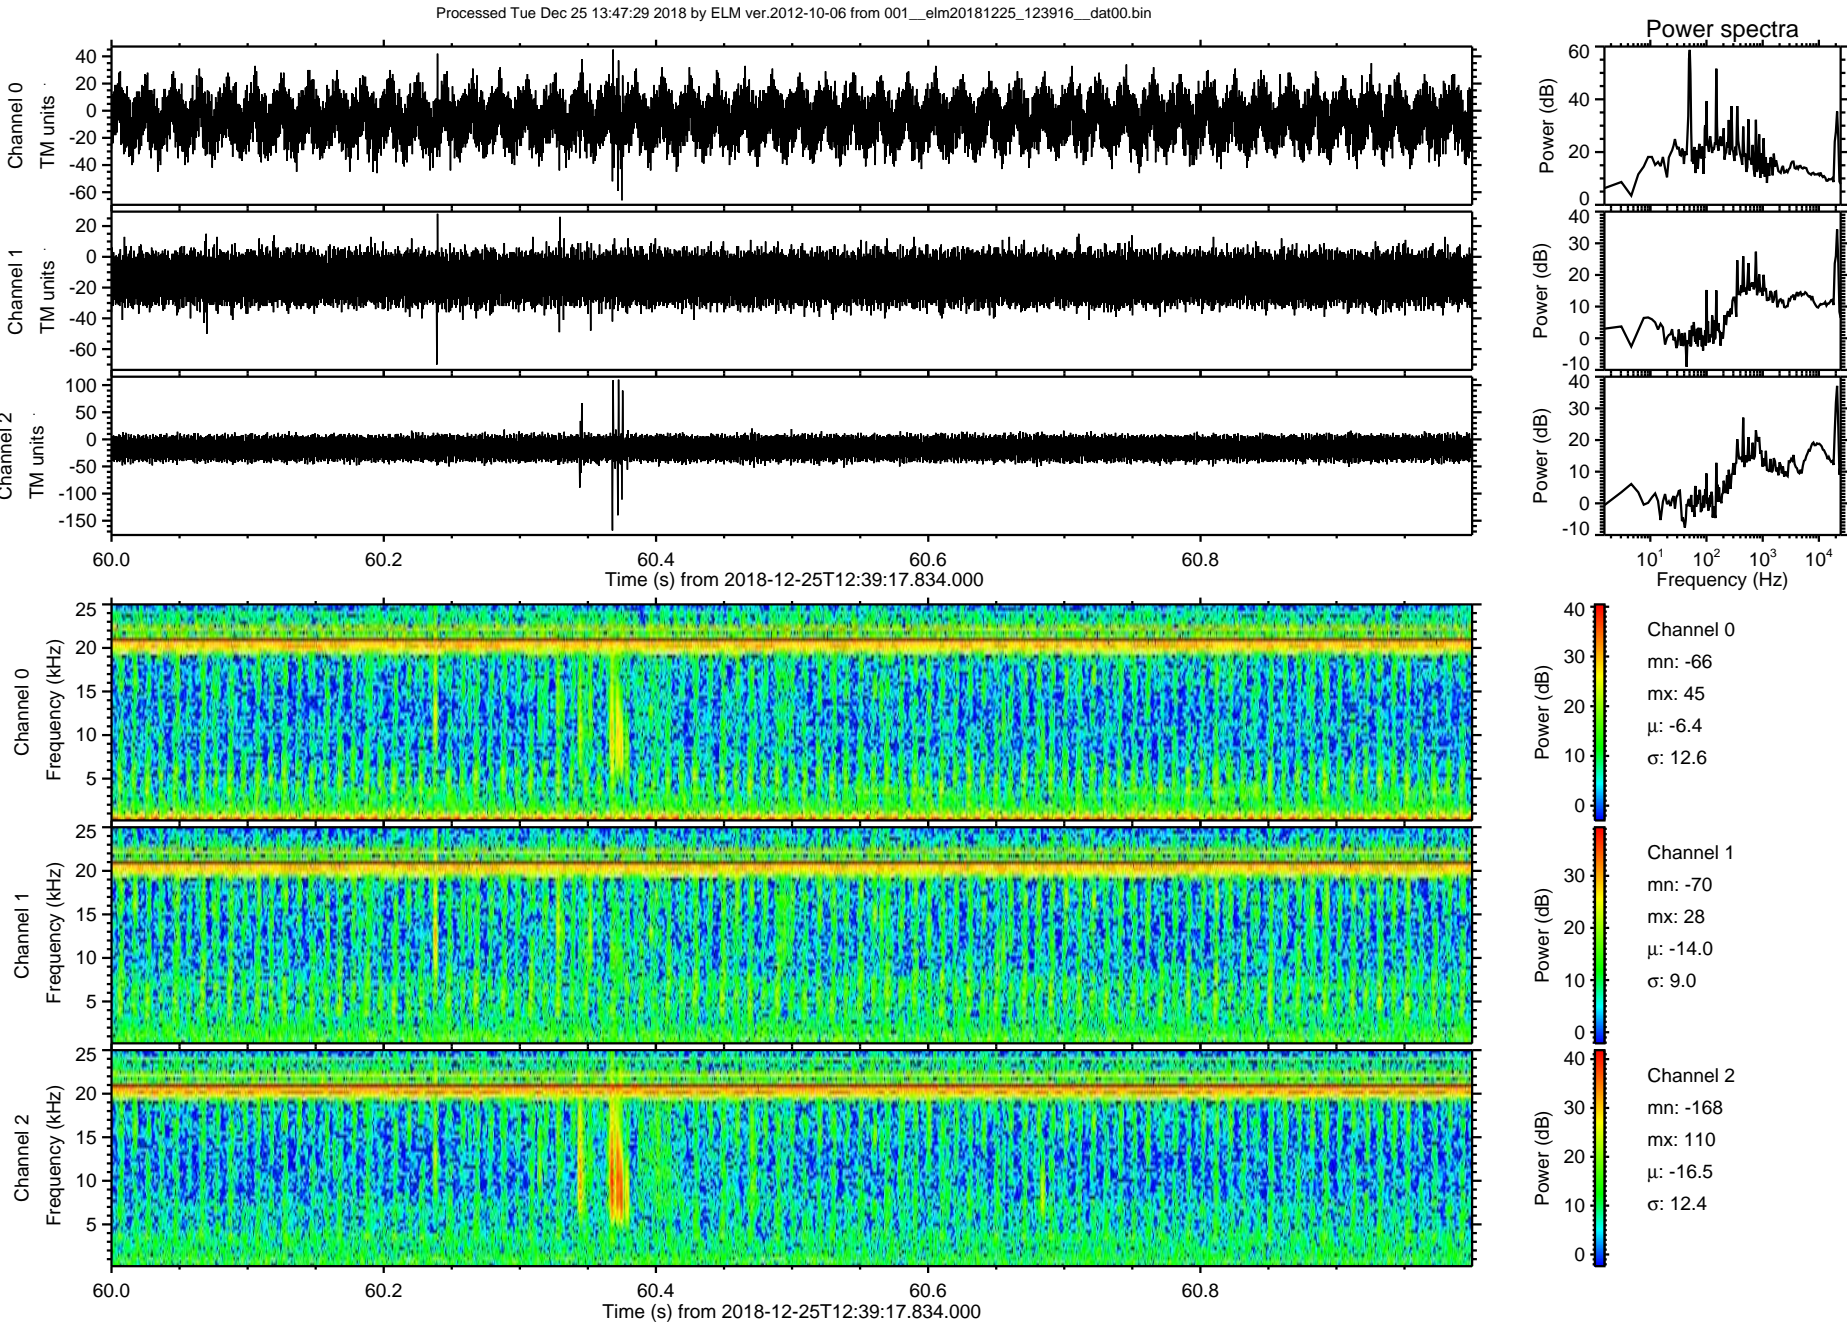 Processed Tue Dec 25 13:47:29 2018 by ELM ver.2012-10-06 from 001__elm20181225_123916__dat00.bin
Power spectra
Channel 0
TM units
40
20
0
-20
-40
-60
Power (dB)
60
40
20
0
Channel 1
TM units
20
0
-20
-40
-60
Power (dB)
40
30
20
10
0
-10
Channel 2
TM units
100
50
0
-50
-100
-150
Power (dB)
40
30
20
10
0
-10
60.0 60.2 60.4 60.6 60.8
Time (s) from 2018-12-25T12:39:17.834.000
10¹ 10² 10³ 10⁴
Frequency (Hz)
Channel 0
Frequency (kHz)
25
20
15
10
5
Power (dB)
40
30
20
10
0
Channel 0
mn: -66
mx: 45
μ: -6.4
σ: 12.6
Channel 1
Frequency (kHz)
25
20
15
10
5
Power (dB)
30
20
10
0
Channel 1
mn: -70
mx: 28
μ: -14.0
σ: 9.0
Channel 2
Frequency (kHz)
25
20
15
10
5
Power (dB)
40
30
20
10
0
Channel 2
mn: -168
mx: 110
μ: -16.5
σ: 12.4
60.0 60.2 60.4 60.6 60.8
Time (s) from 2018-12-25T12:39:17.834.000